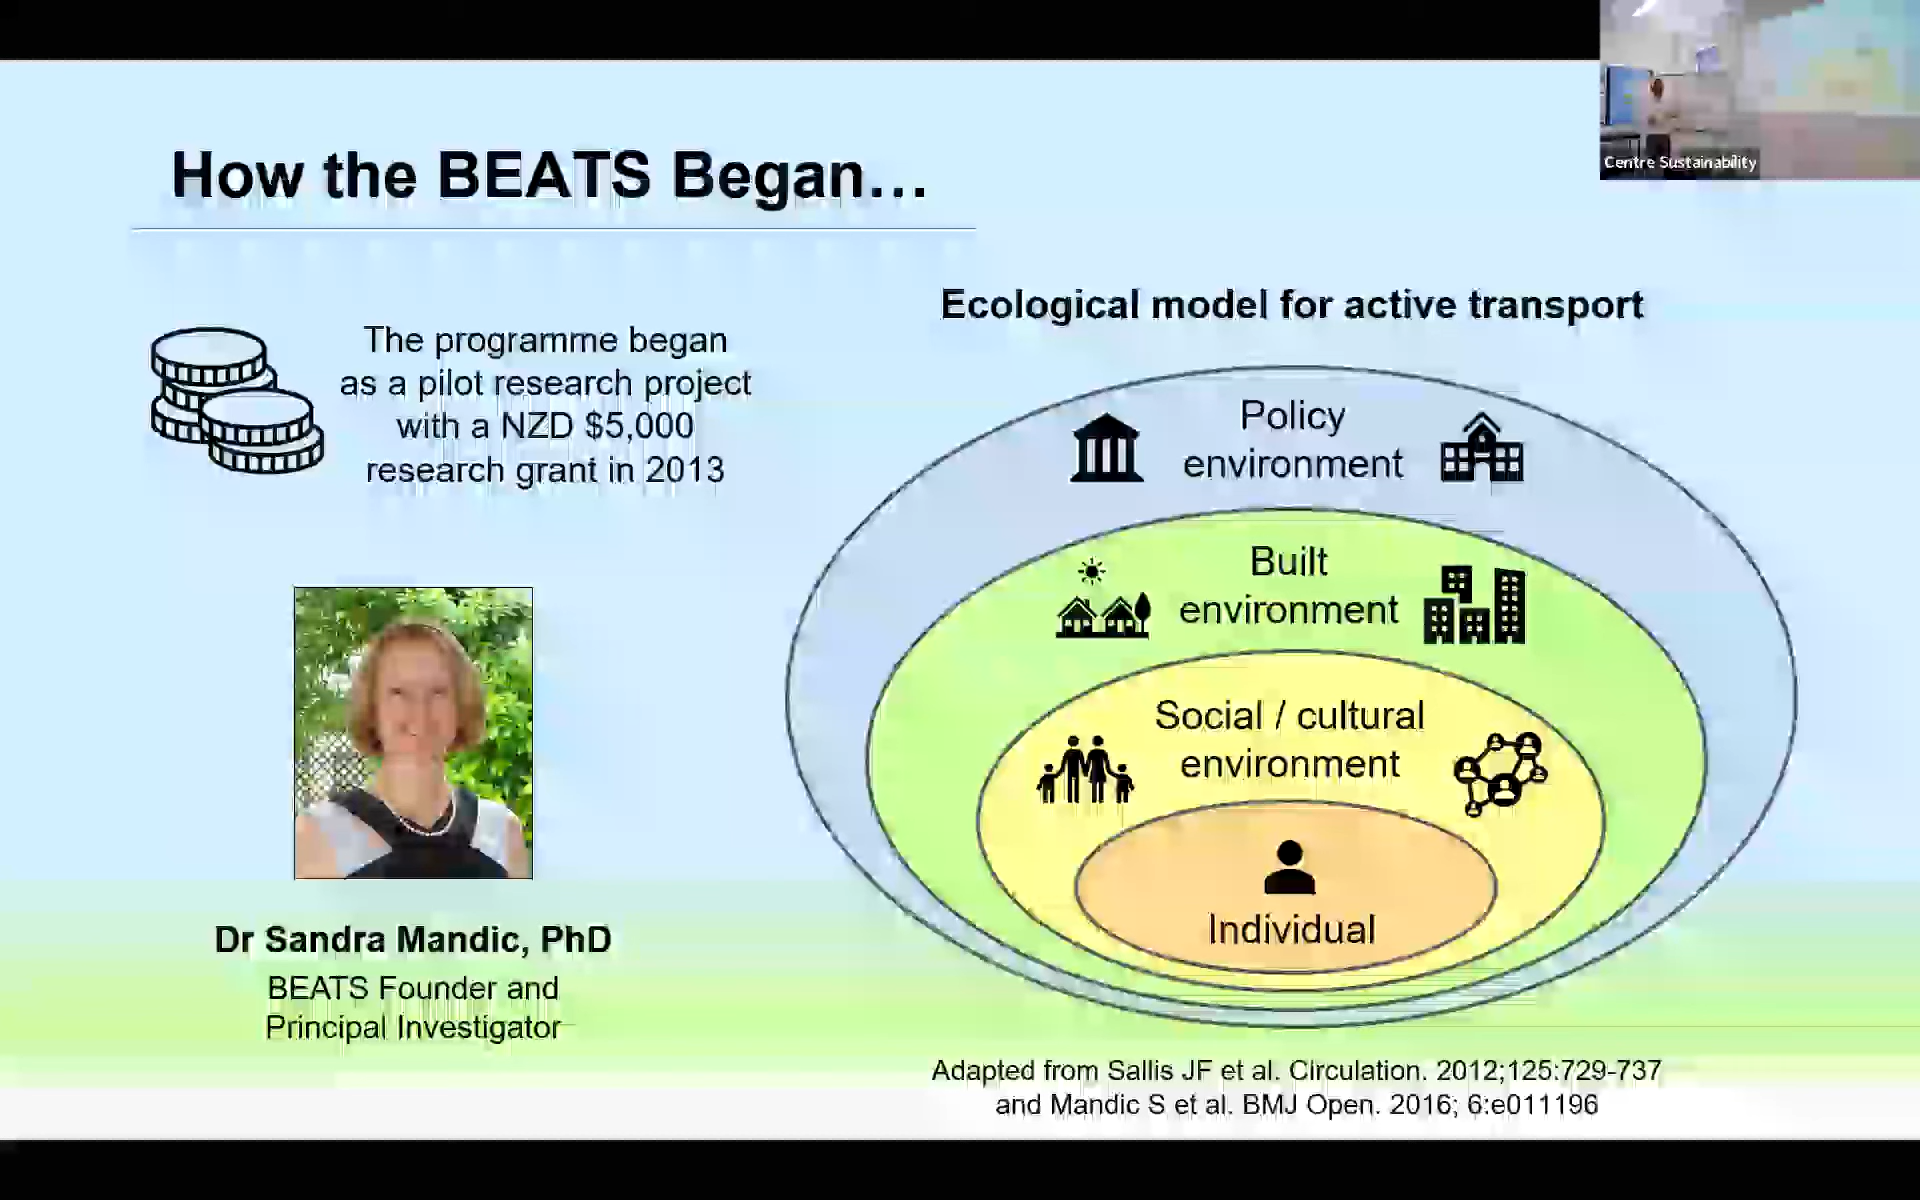 Centre Sustainability
How the BEATS Began...
The programme began
as a pilot research project
with a NZD $5,000
research grant in 2013
Dr Sandra Mandic, PhD
BEATS Founder and
Principal Investigator
Ecological model for active transport
Policy
environment
Built
environment
Social / cultural
environment
Individual
Adapted from Sallis JF et al. Circulation. 2012;125:729-737
and Mandic S et al. BMJ Open. 2016; 6:e011196